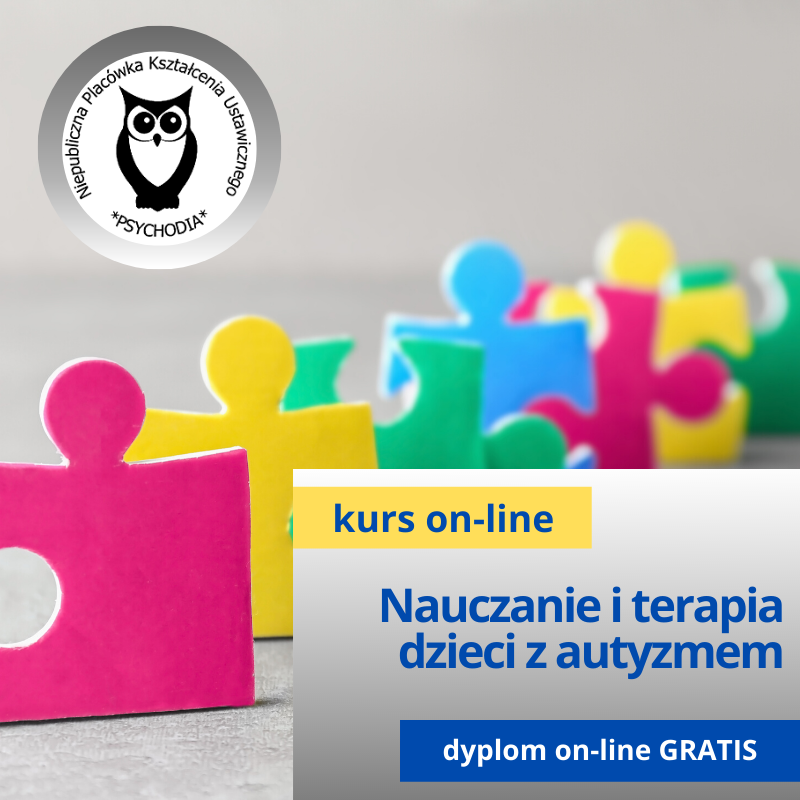 Niepubliczna Placówka Kształcenia Ustawicznego
*PSYCHODIA*
kurs on-line
Nauczanie i terapia
dzieci z autyzmem
dyplom on-line GRATIS